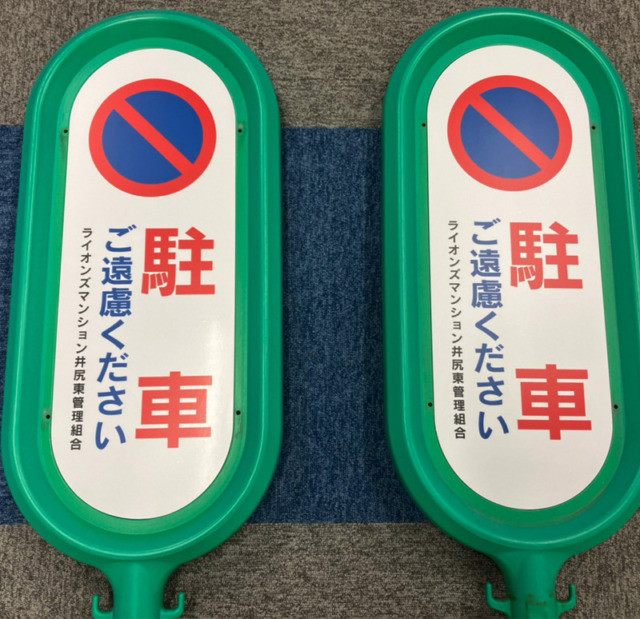 駐車
ご遠慮ください
ライオンズマンション井尻東管理組合
駐車
ご遠慮ください
ライオンズマンション井尻東管理組合